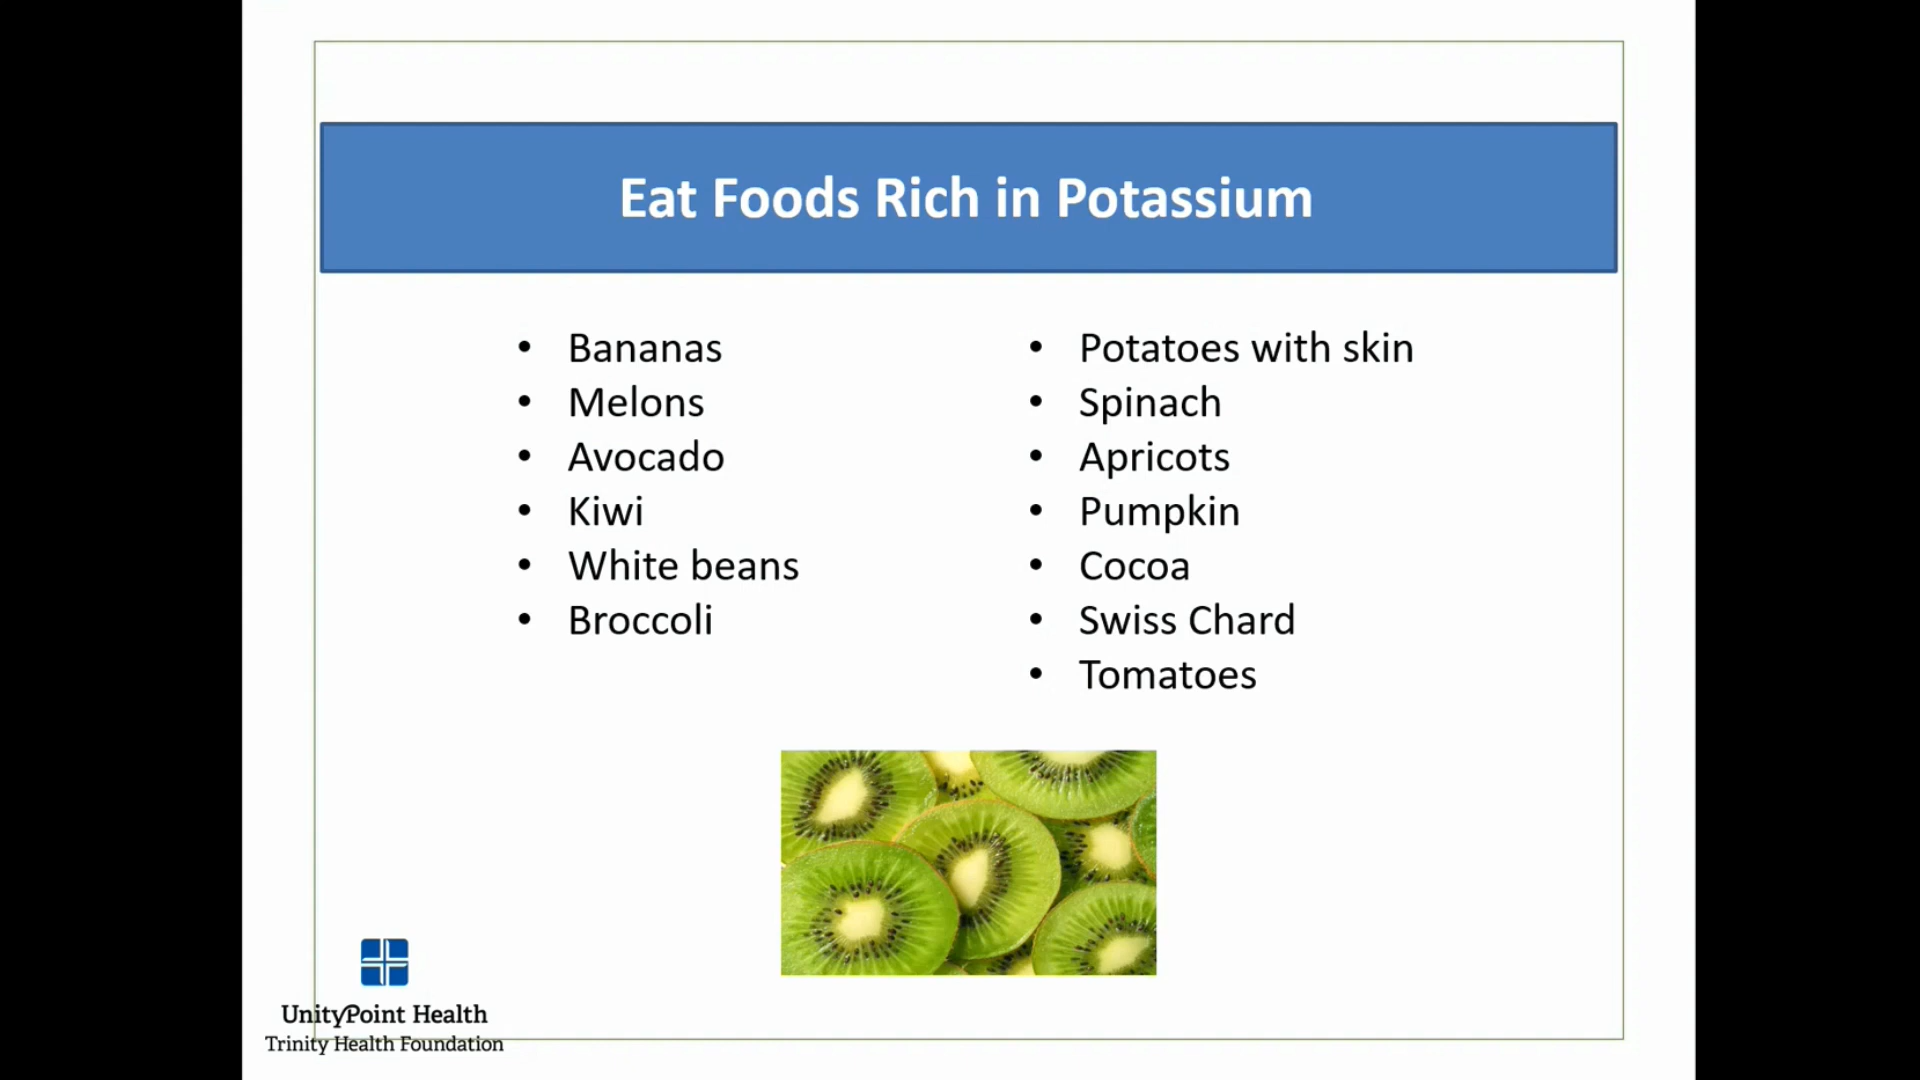 Eat Foods Rich in Potassium
• Bananas
• Melons
• Avocado
• Kiwi
• White beans
• Broccoli
• Potatoes with skin
• Spinach
• Apricots
• Pumpkin
• Cocoa
• Swiss Chard
• Tomatoes
UnityPoint Health
Trinity Health Foundation